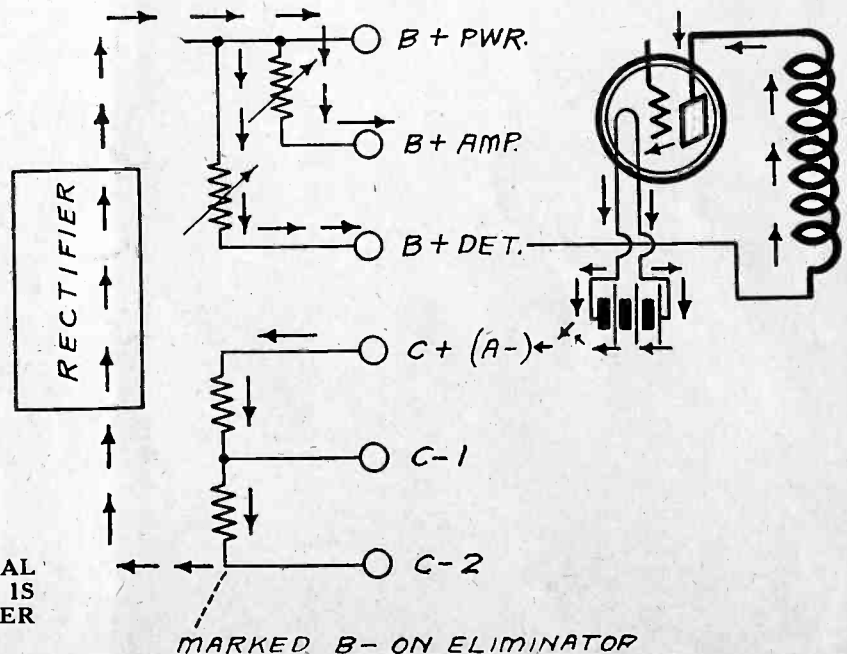 B + PWR.
B + AMP.
RECTIFIER
B + DET.
C + (A-)
C-1
C-2
AL
IS
ER
MARKED B- ON ELIMINATOR